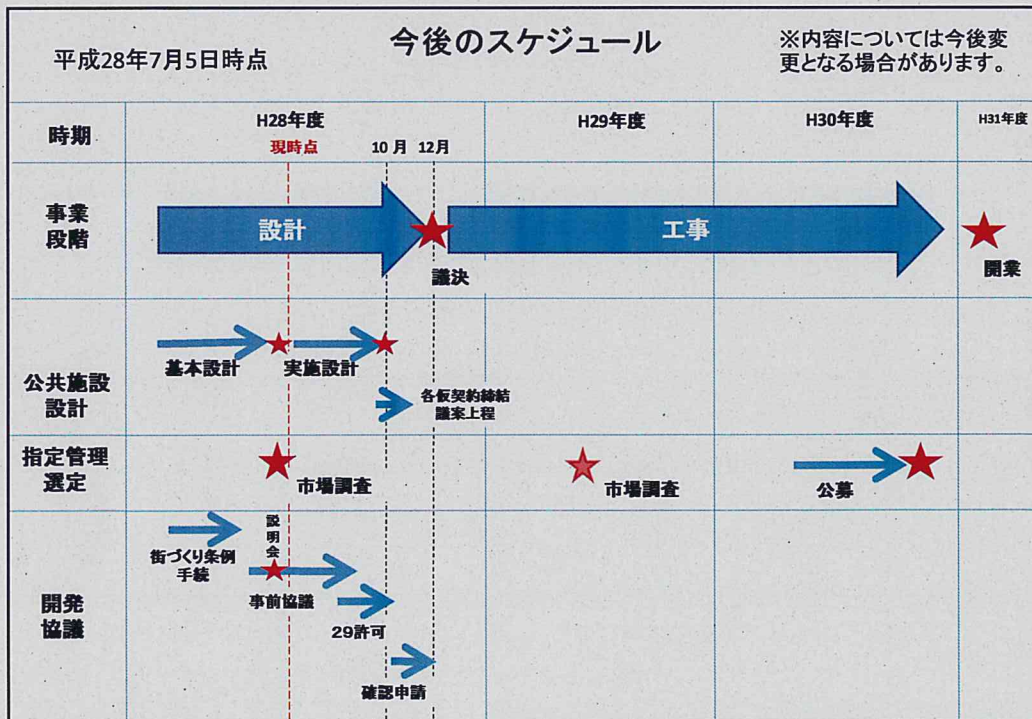 今後のスケジュール
平成28年7月5日時点
※内容については今後変
更となる場合があります。
時期
H28年度
H29年度
H30年度
H31年度
現時点
10月
12月
事業
段階
設計
工事
議決
開業
公共施設
設計
基本設計
実施設計
各仮契約締結
議案上程
指定管理
選定
市場調査
市場調査
公募
開発
協議
街づくり条例
手続
説明会
事前協議
29許可
確認申請